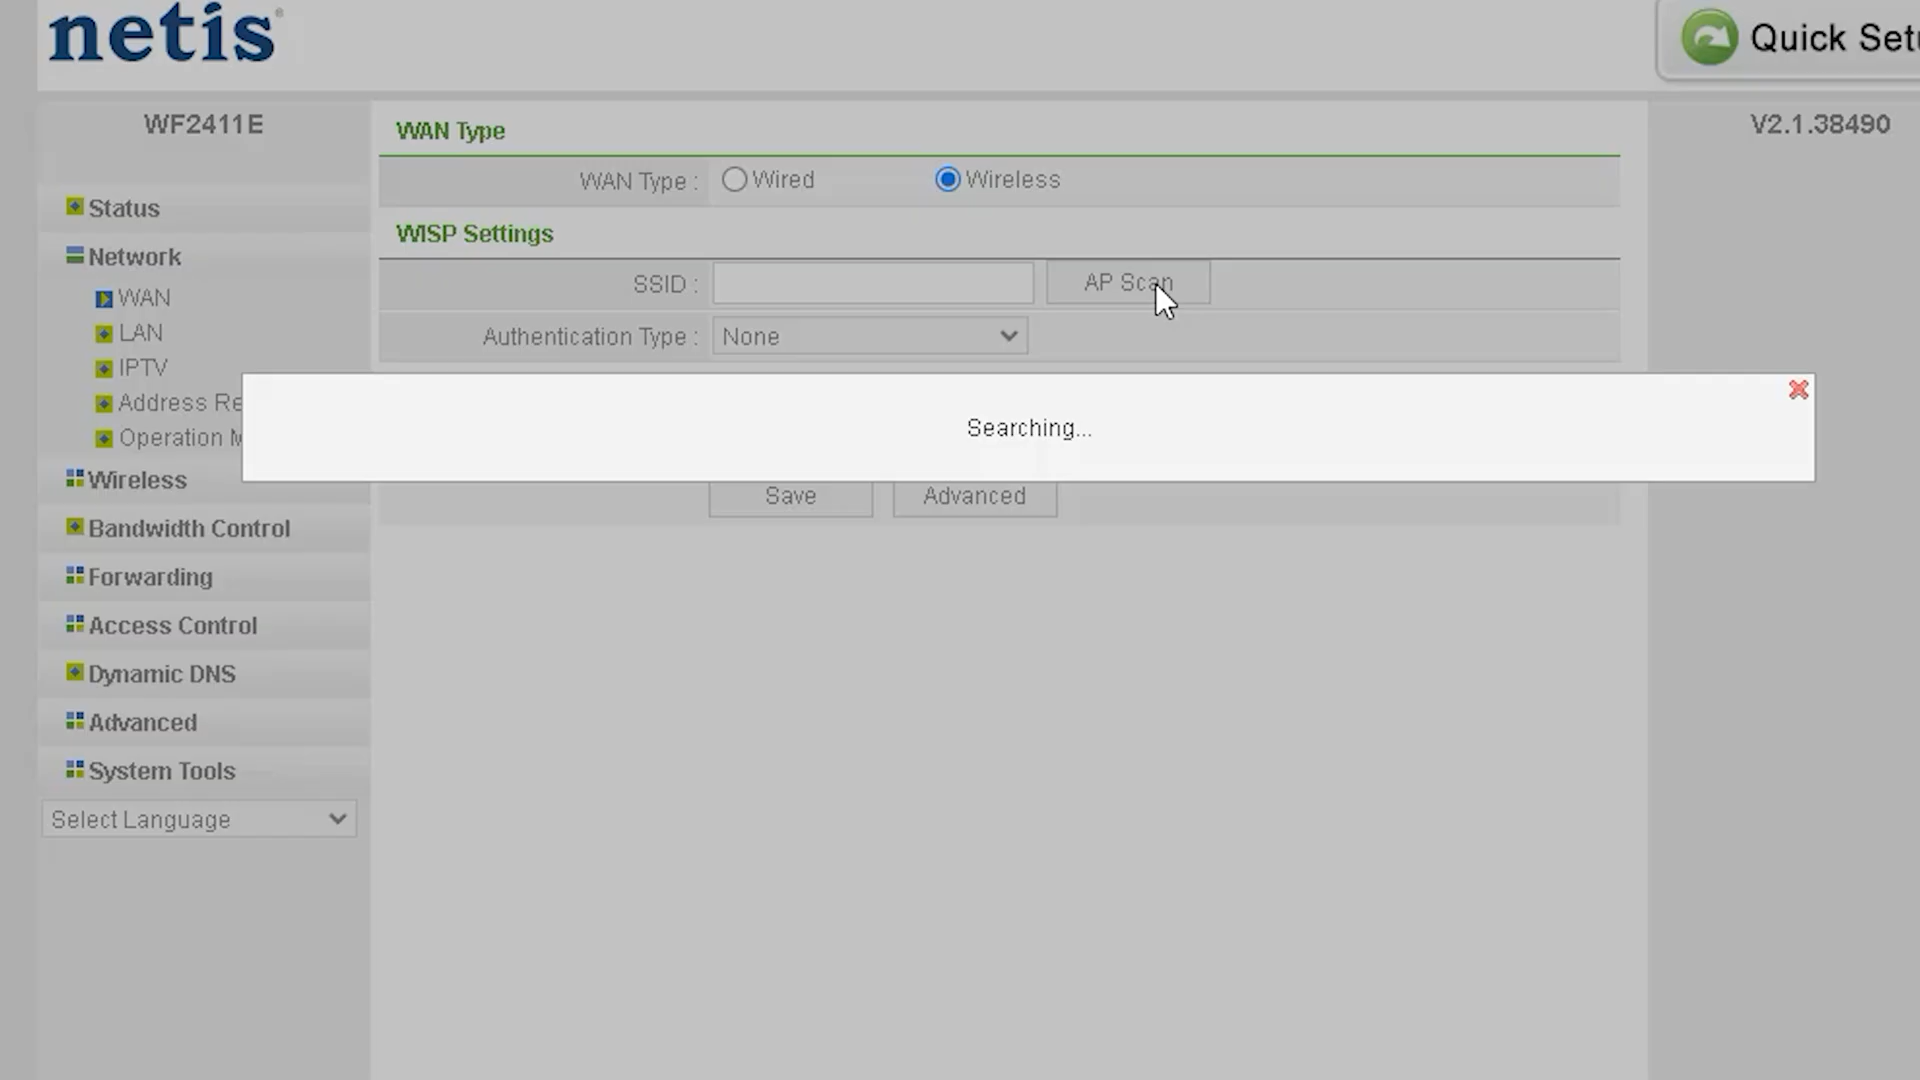 netis®
Quick Setu
WF2411E
V2.1.38490
WAN Type
WAN Type :
Wired
Wireless
Status
WISP Settings
Network
SSID :
AP Scan
WAN
LAN
Authentication Type :
None
IPTV
Address Re
Searching...
Operation M
Wireless
Save
Advanced
Bandwidth Control
Forwarding
Access Control
Dynamic DNS
Advanced
System Tools
Select Language